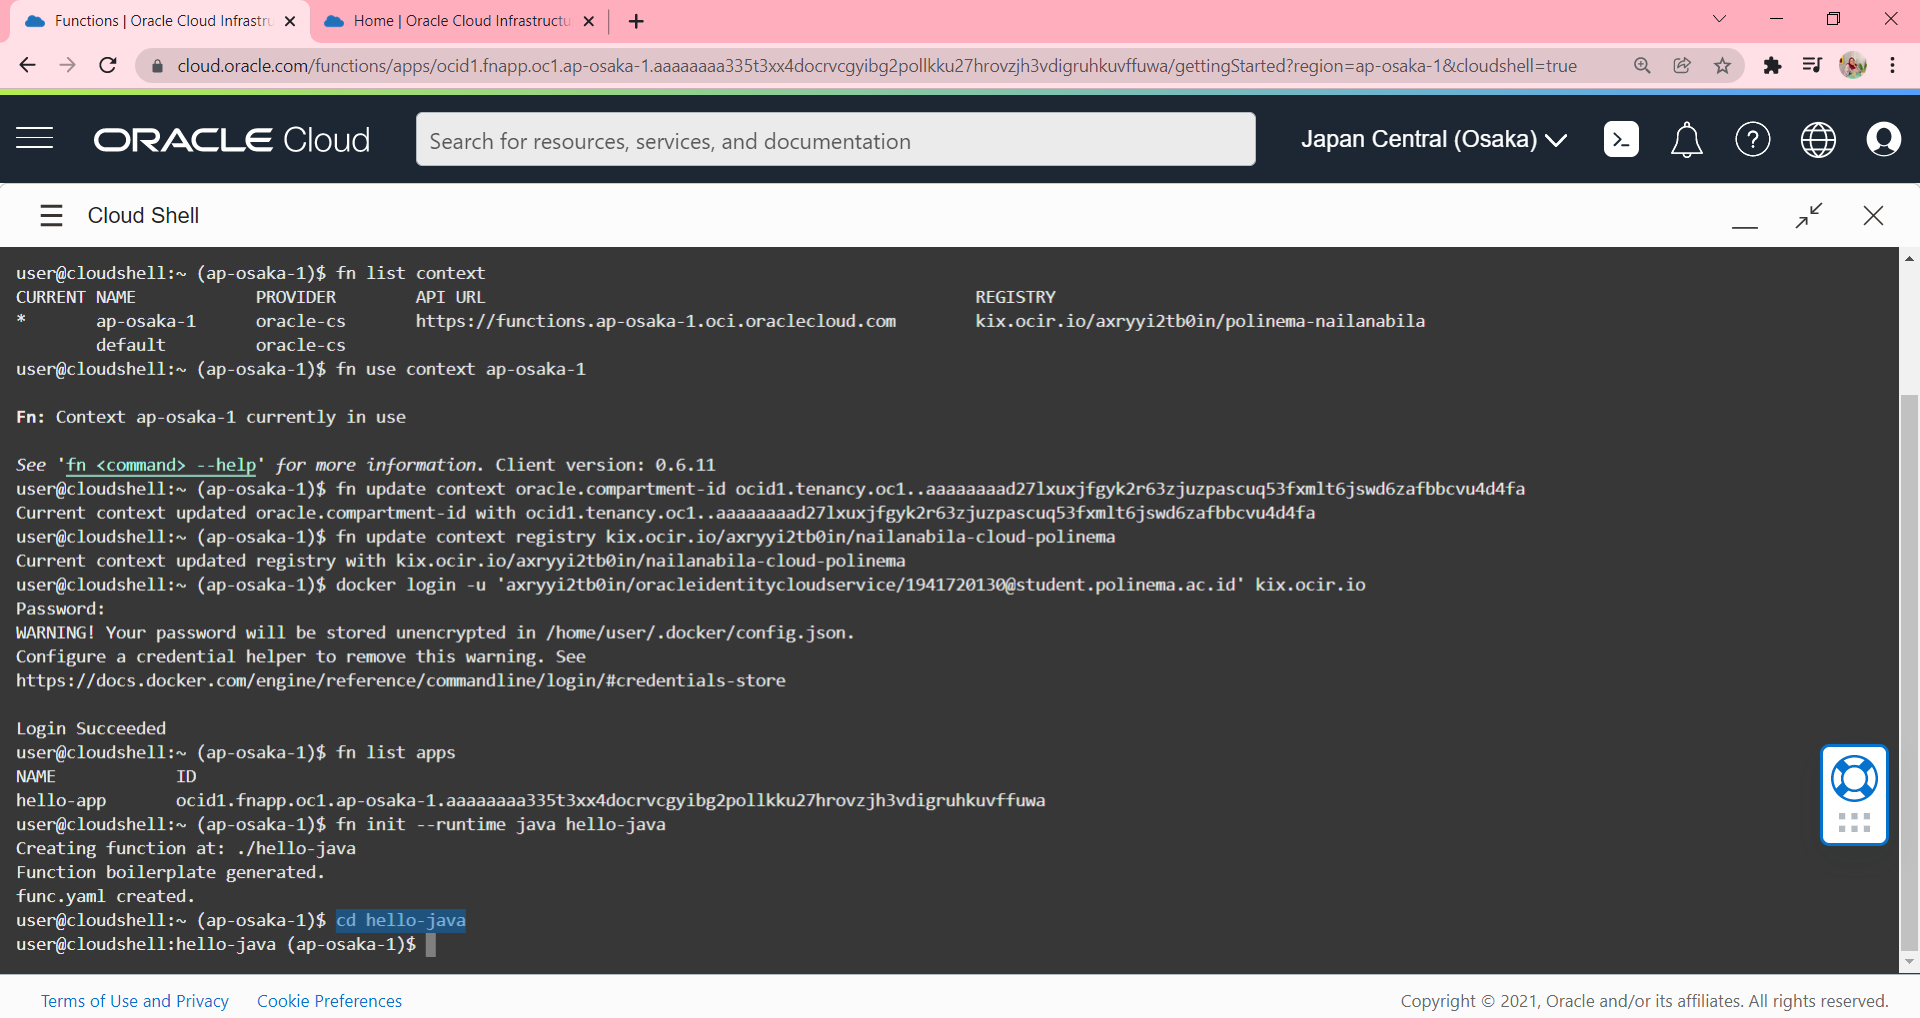 Functions | Oracle Cloud Infrastru
Home | Oracle Cloud Infrastructu
cloud.oracle.com/functions/apps/ocid1.fnapp.oc1.ap-osaka-1.aaaaaaaa335t3xx4docrvcgyibg2pollkku27hrovzjh3vdigruhkuvffuwa/gettingStarted?region=ap-osaka-1&cloudshell=true
ORACLE Cloud
Search for resources, services, and documentation
Japan Central (Osaka)
Cloud Shell
user@cloudshell:~ (ap-osaka-1)$ fn list context
CURRENT NAME PROVIDER API URL REGISTRY
* ap-osaka-1 oracle-cs https://functions.ap-osaka-1.oci.oraclecloud.com kix.ocir.io/axryyi2tb0in/polinema-nailanabila
default oracle-cs
user@cloudshell:~ (ap-osaka-1)$ fn use context ap-osaka-1
Fn: Context ap-osaka-1 currently in use
See 'fn <command> --help' for more information. Client version: 0.6.11
user@cloudshell:~ (ap-osaka-1)$ fn update context oracle.compartment-id ocid1.tenancy.oc1..aaaaaaaad27lxuxjfgyk2r63zjuzpascuq53fxmlt6jswd6zafbbcvu4d4fa
Current context updated oracle.compartment-id with ocid1.tenancy.oc1..aaaaaaaad27lxuxjfgyk2r63zjuzpascuq53fxmlt6jswd6zafbbcvu4d4fa
user@cloudshell:~ (ap-osaka-1)$ fn update context registry kix.ocir.io/axryyi2tb0in/nailanabila-cloud-polinema
Current context updated registry with kix.ocir.io/axryyi2tb0in/nailanabila-cloud-polinema
user@cloudshell:~ (ap-osaka-1)$ docker login -u 'axryyi2tb0in/oracleidentitycloudservice/1941720130@student.polinema.ac.id' kix.ocir.io
Password:
WARNING! Your password will be stored unencrypted in /home/user/.docker/config.json.
Configure a credential helper to remove this warning. See
https://docs.docker.com/engine/reference/commandline/login/#credentials-store
Login Succeeded
user@cloudshell:~ (ap-osaka-1)$ fn list apps
NAME ID
hello-app ocid1.fnapp.oc1.ap-osaka-1.aaaaaaaa335t3xx4docrvcgyibg2pollkku27hrovzjh3vdigruhkuvffuwa
user@cloudshell:~ (ap-osaka-1)$ fn init --runtime java hello-java
Creating function at: ./hello-java
Function boilerplate generated.
func.yaml created.
user@cloudshell:~ (ap-osaka-1)$ cd hello-java
user@cloudshell:hello-java (ap-osaka-1)$
Terms of Use and Privacy Cookie Preferences
Copyright © 2021, Oracle and/or its affiliates. All rights reserved.